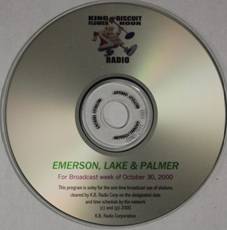 KING BISCUIT
FLOWER HOUR
RADIO
EMERSON, LAKE & PALMER
For Broadcast week of October 30, 2000
This program is soley for the one time broadcast use of stations,
cleared by K.B. Radio Corp on the designated date
and time schedule by the network
(c) and (p) 2000
K.B. Radio Corporation